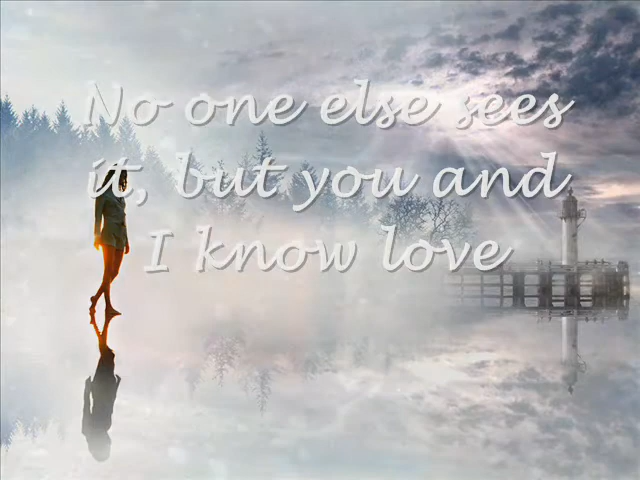 No one else sees
it, but you and
I know love